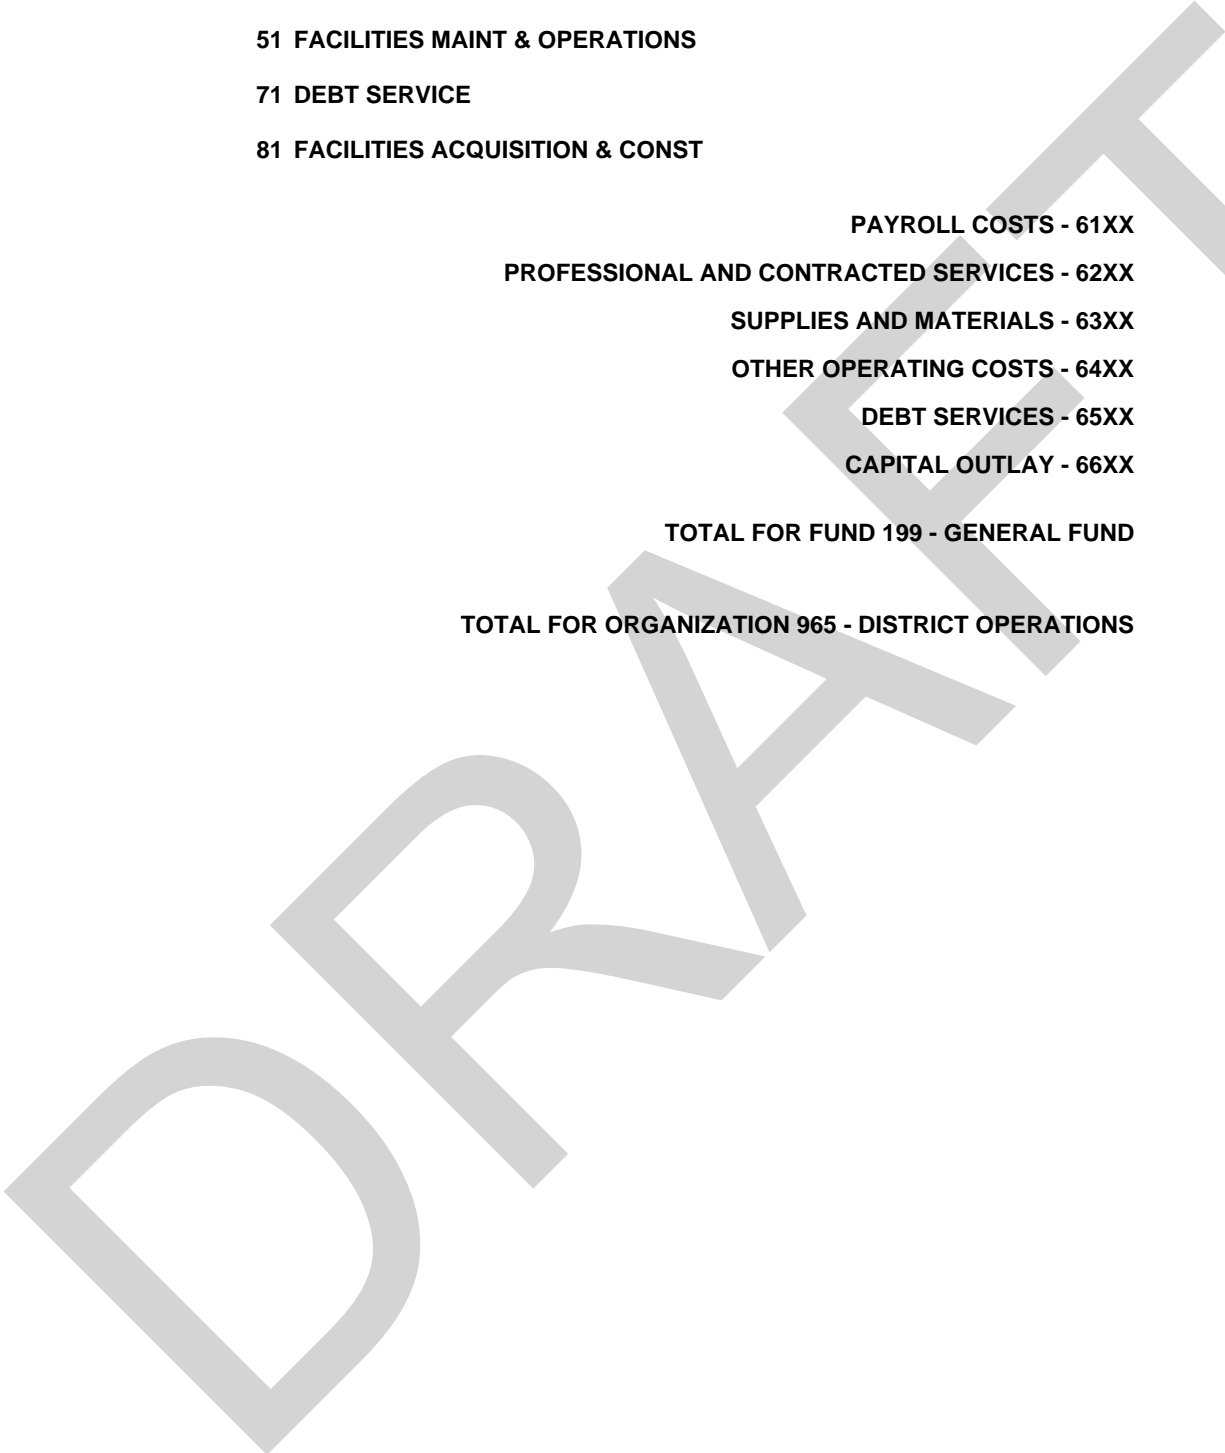 51 FACILITIES MAINT & OPERATIONS
71 DEBT SERVICE
81 FACILITIES ACQUISITION & CONST
PAYROLL COSTS - 61XX
PROFESSIONAL AND CONTRACTED SERVICES - 62XX
SUPPLIES AND MATERIALS - 63XX
OTHER OPERATING COSTS - 64XX
DEBT SERVICES - 65XX
CAPITAL OUTLAY - 66XX
TOTAL FOR FUND 199 - GENERAL FUND
TOTAL FOR ORGANIZATION 965 - DISTRICT OPERATIONS
DRAFT